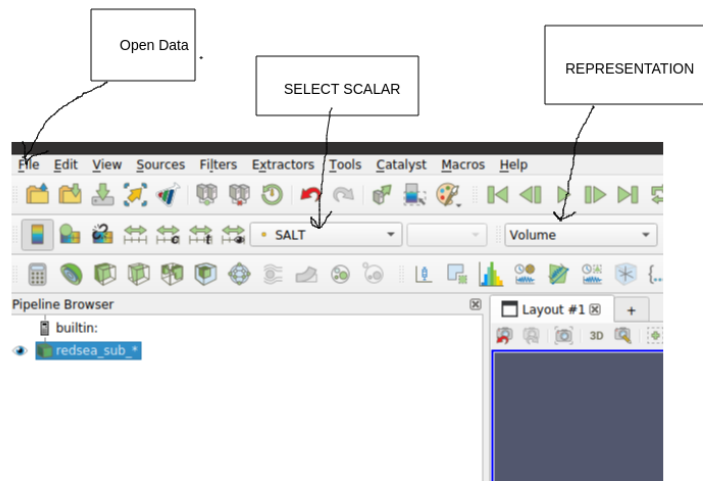 Open Data
SELECT SCALAR
REPRESENTATION
File Edit View Sources Filters Extractors Tools Catalyst Macros Help
SALT
Volume
Pipeline Browser
Layout #1
+
builtin:
3D
redsea_sub_*